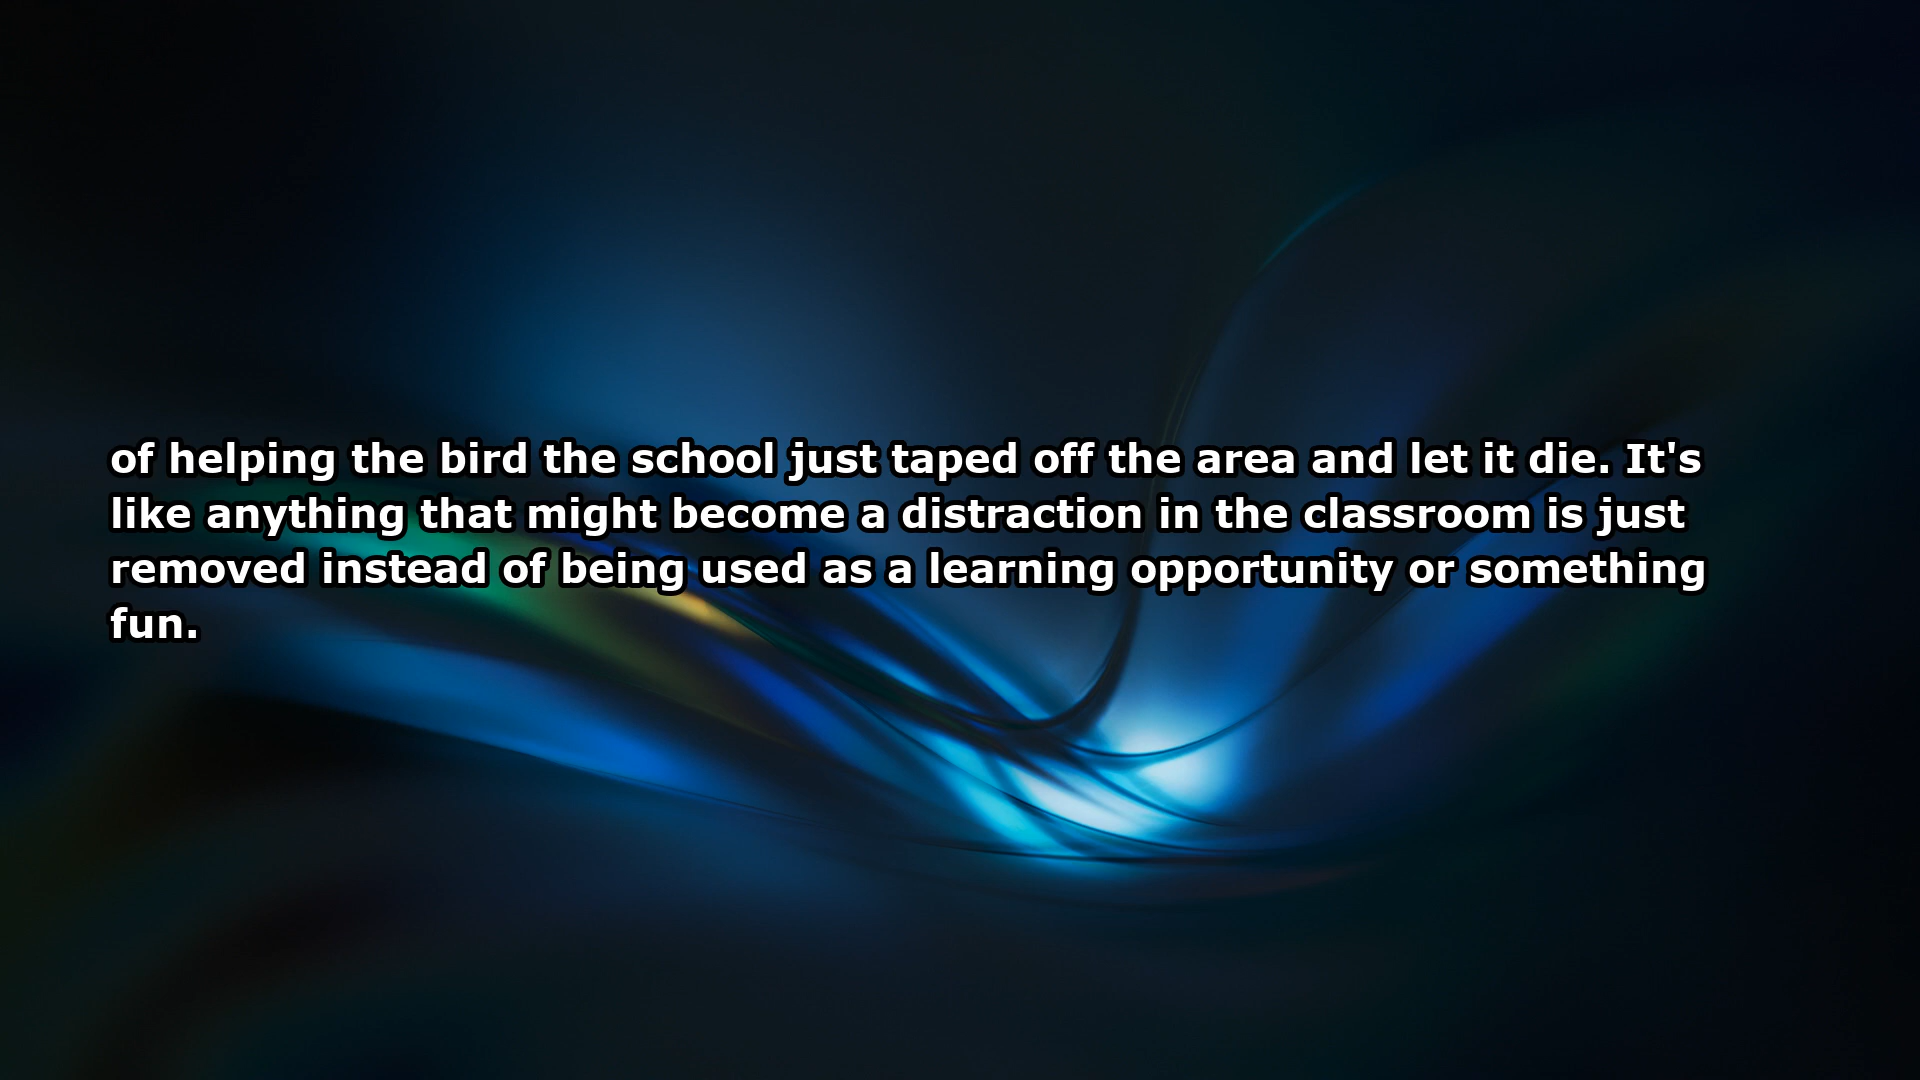 of helping the bird the school just taped off the area and let it die. It's
like anything that might become a distraction in the classroom is just
removed instead of being used as a learning opportunity or something
fun.